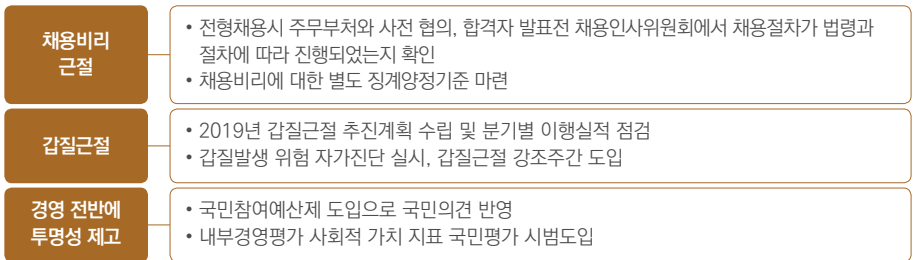 채용비리
근절
• 전형채용시 주무부처와 사전 협의, 합격자 발표전 채용인사위원회에서 채용절차가 법령과
절차에 따라 진행되었는지 확인
• 채용비리에 대한 별도 징계양정기준 마련
갑질근절
• 2019년 갑질근절 추진계획 수립 및 분기별 이행실적 점검
• 갑질발생 위험 자가진단 실시, 갑질근절 강조주간 도입
경영 전반에
투명성 제고
• 국민참여예산제 도입으로 국민의견 반영
• 내부경영평가 사회적 가치 지표 국민평가 시범도입